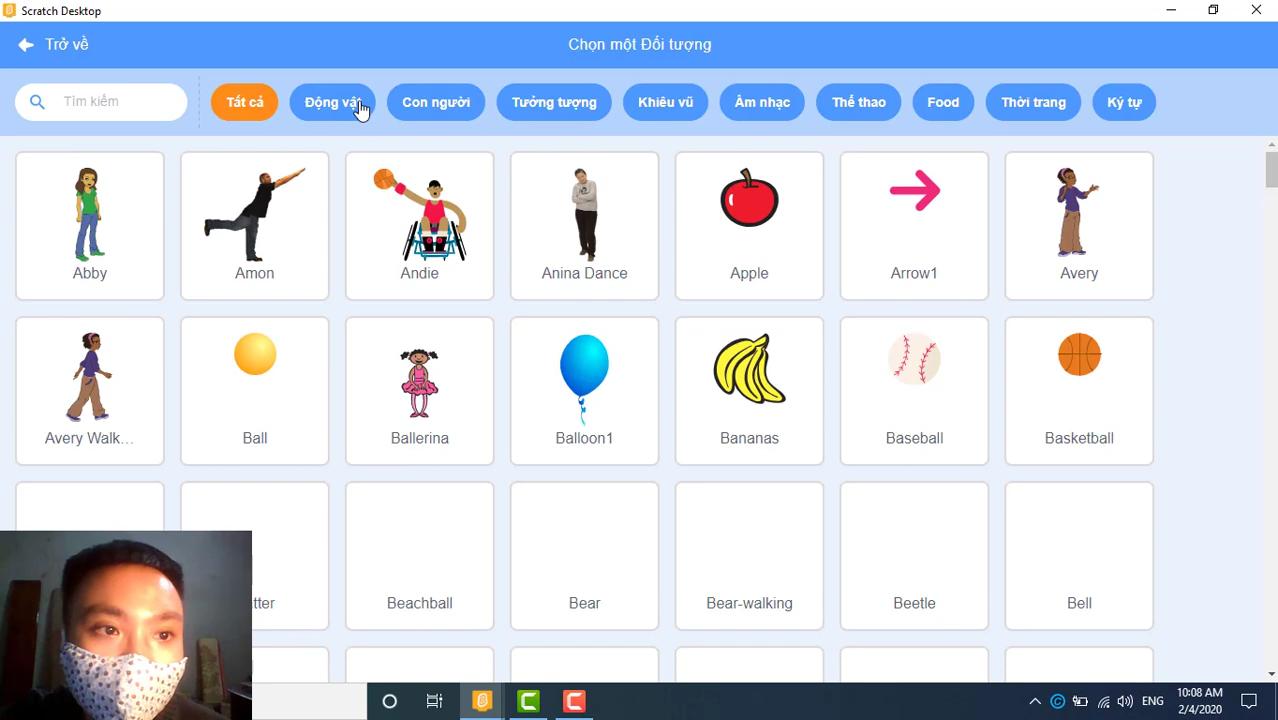 Scratch Desktop
Trở về
Chọn một Đối tượng
Tìm kiếm
Tất cả
Động vật
Con người
Tưởng tượng
Khiêu vũ
Âm nhạc
Thể thao
Food
Thời trang
Ký tự
Abby
Amon
Andie
Anina Dance
Apple
Arrow1
Avery
Avery Walk...
Ball
Ballerina
Balloon1
Bananas
Baseball
Basketball
tter
Beachball
Bear
Bear-walking
Beetle
Bell
ENG
10:08 AM
2/4/2020